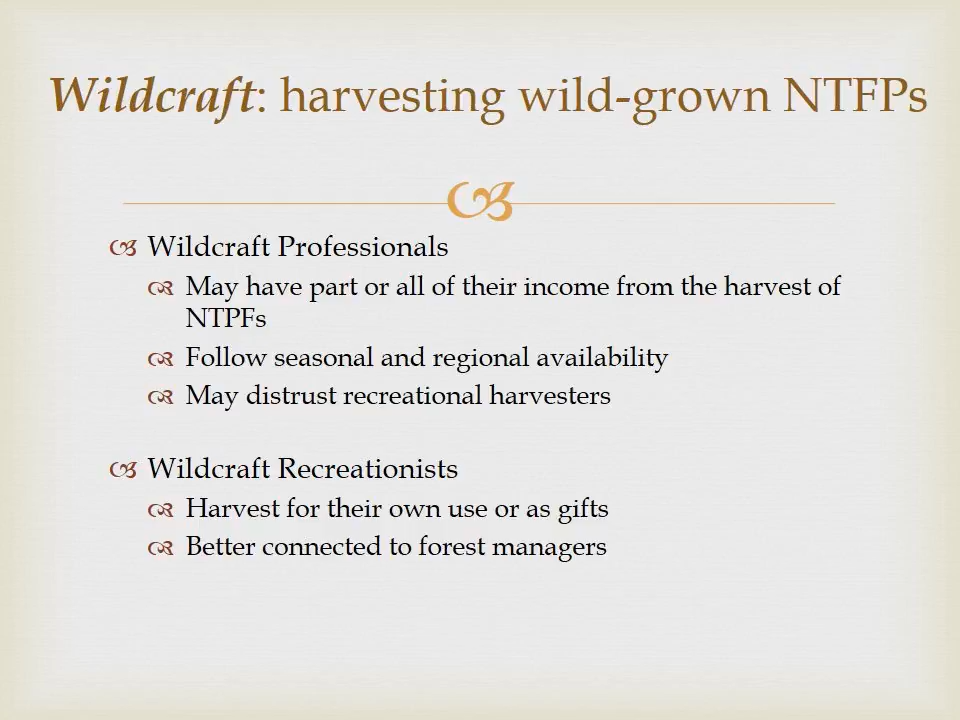 Wildcraft: harvesting wild-grown NTFPs
Wildcraft Professionals
May have part or all of their income from the harvest of
NTPFs
Follow seasonal and regional availability
May distrust recreational harvesters
Wildcraft Recreationists
Harvest for their own use or as gifts
Better connected to forest managers